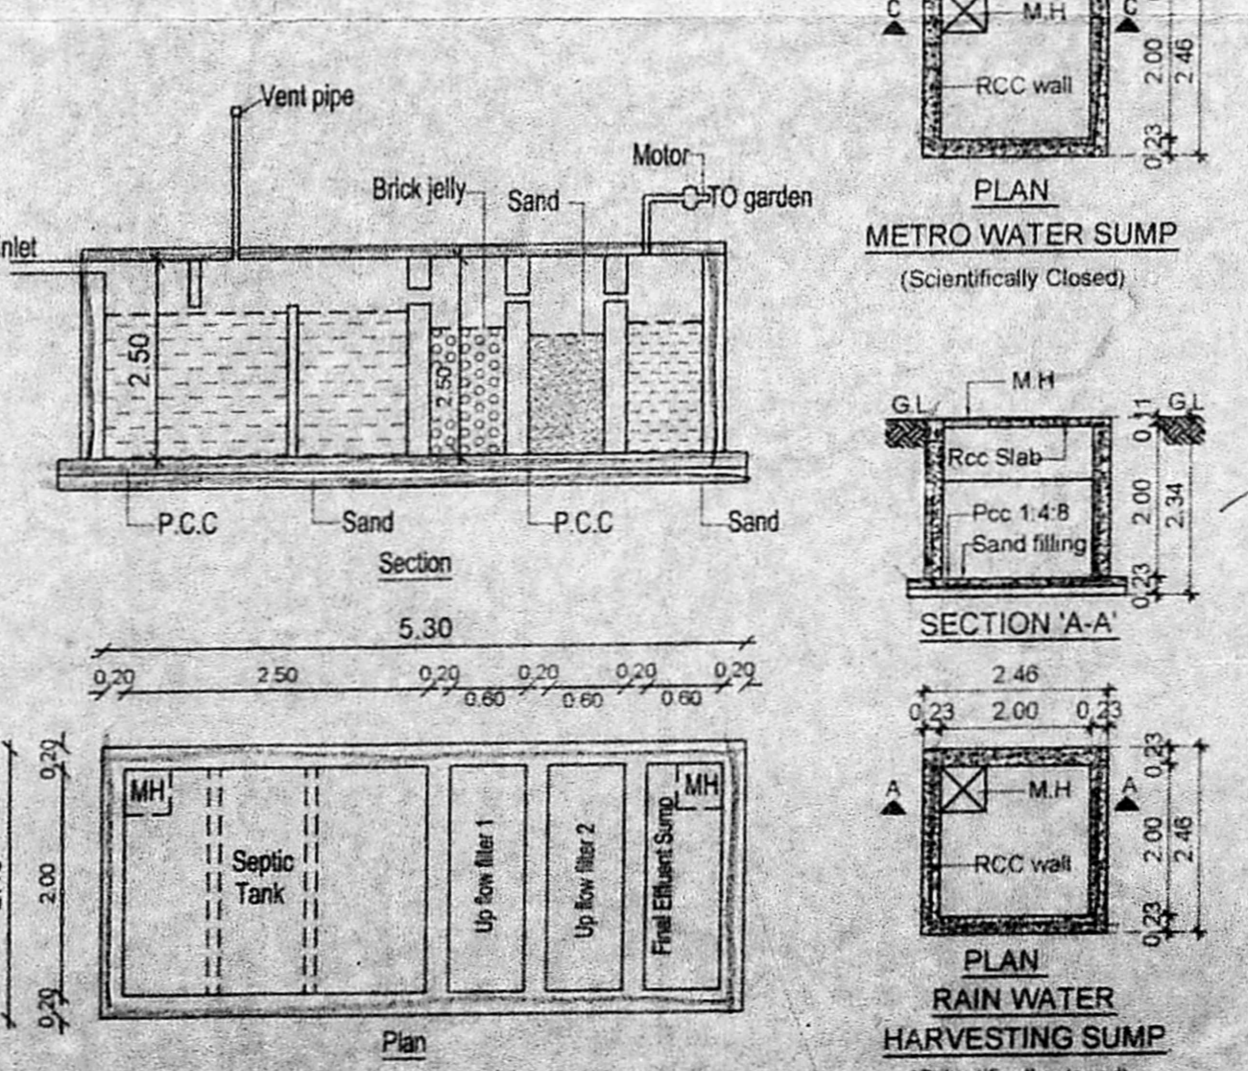 Vent pipe
Motor
Brick jelly
Sand
TO garden
nlet
2.50
2.50
P.C.C
Sand
P.C.C
Sand
Section
5.30
0.20
2.50
0.20
0.20
0.20
0.20
0.60
0.60
0.60
0.20
2.00
0.20
MH
Septic
Tank
Up flow filter 1
Up flow filter 2
Final Effluent Sump
MH
Plan
C
M.H
C
RCC wall
2.00
2.46
0.23
PLAN
METRO WATER SUMP
(Scientifically Closed)
M.H
G.L
G.L
0.11
Rcc Slab
2.00
2.34
Pcc 1:4:8
Sand filling
0.23
SECTION 'A-A'
2.46
0.23
2.00
0.23
0.23
A
M.H
A
2.00
2.46
RCC wall
0.23
PLAN
RAIN WATER
HARVESTING SUMP